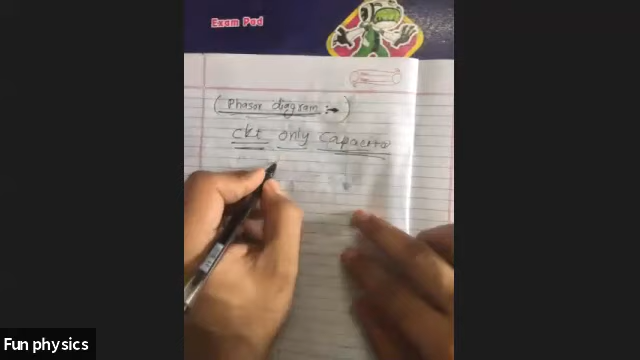 Exam Pad
(Phasor diagram :→)
ckt only Capacitor
Fun physics